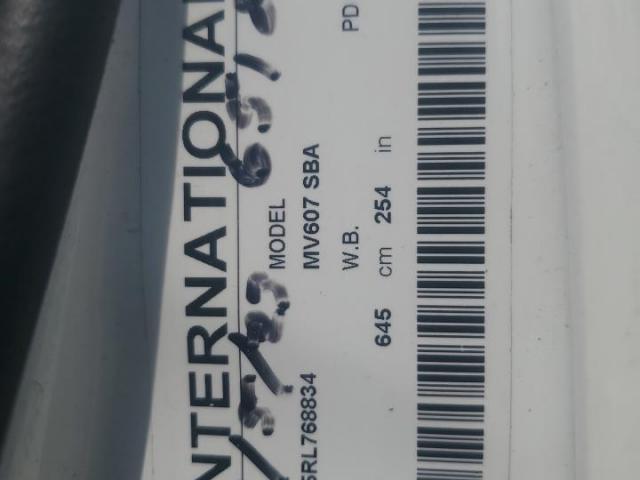 INTERNATIONAL
MODEL
5RL768834 MV607 SBA
W.B. PD
645 cm 254 in